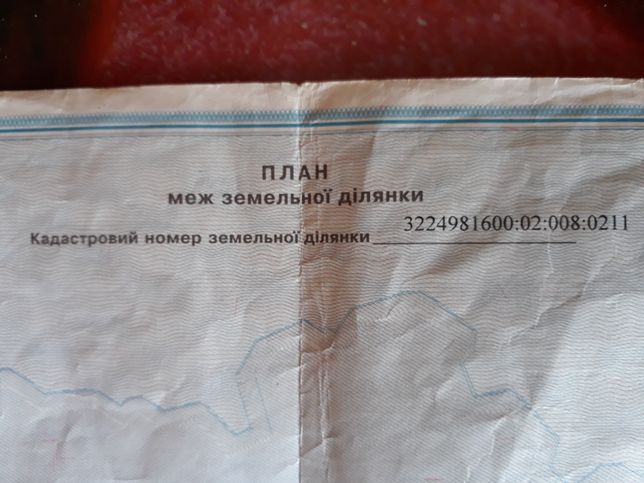 ПЛАН
меж земельної ділянки
Кадастровий номер земельної ділянки 3224981600:02:008:0211